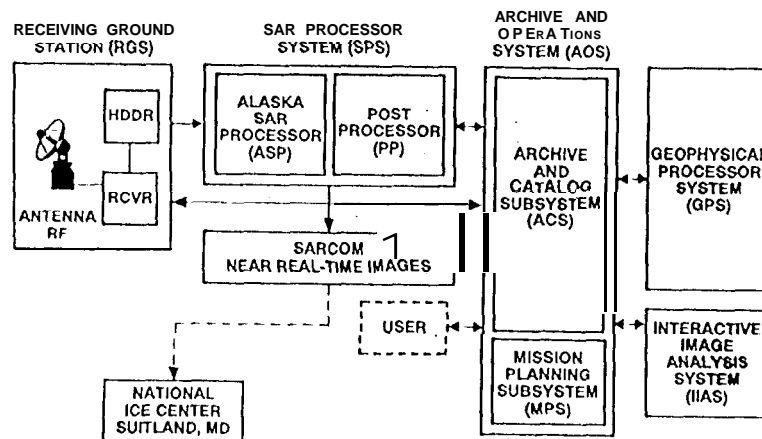 RECEIVING GROUND
STATION (RGS)
HDDR
RCVR
ANTENNA
RF
SAR PROCESSOR
SYSTEM (SPS)
ALASKA
SAR
PROCESSOR
(ASP)
POST
PROCESSOR
(PP)
SARCOM
NEAR REAL-TIME IMAGES
NATIONAL
ICE CENTER
SUITLAND, MD
USER
ARCHIVE AND
OPERATIONS
SYSTEM (AOS)
ARCHIVE
AND
CATALOG
SUBSYSTEM
(ACS)
MISSION
PLANNING
SUBSYSTEM
(MPS)
GEOPHYSICAL
PROCESSOR
SYSTEM
(GPS)
INTERACTIVE
IMAGE
ANALYSIS
SYSTEM
(IIAS)